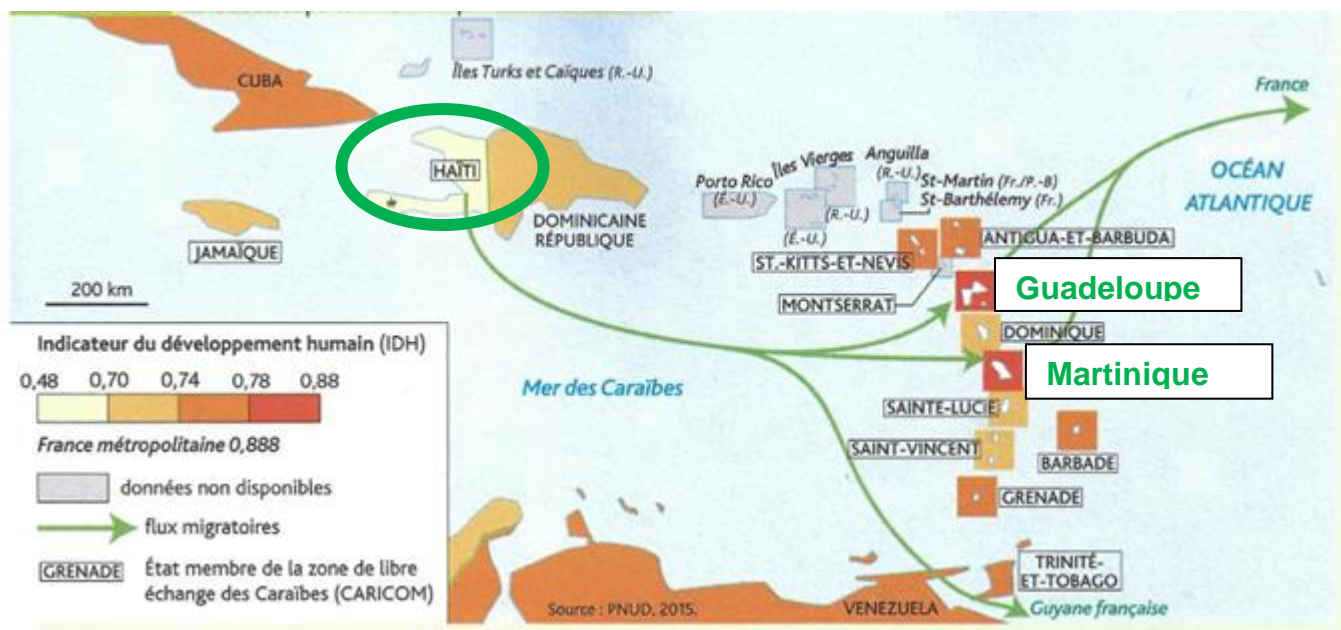 CUBA
Îles Turks et Caïques (R.-U.)
HAÏTI
DOMINICAINE
RÉPUBLIQUE
JAMAÏQUE
200 km
Porto Rico
(É.-U.)
Îles Vierges
(R.-U.)
(É.-U.)
Anguilla
(R.-U.)
St-Martin (Fr./P.-B)
St-Barthélemy (Fr.)
France
OCÉAN
ATLANTIQUE
ANTIGUA-ET-BARBUDA
ST.-KITTS-ET-NEVIS
MONTSERRAT
Guadeloupe
DOMINIQUE
Martinique
Mer des Caraïbes
SAINTE-LUCIE
SAINT-VINCENT
BARBADE
GRENADE
TRINITÉ-
ET-TOBAGO
VENEZUELA
Guyane française
Source : PNUD, 2015.
Indicateur du développement humain (IDH)
0,48 0,70 0,74 0,78 0,88
France métropolitaine 0,888
données non disponibles
flux migratoires
GRENADE
État membre de la zone de libre
échange des Caraïbes (CARICOM)